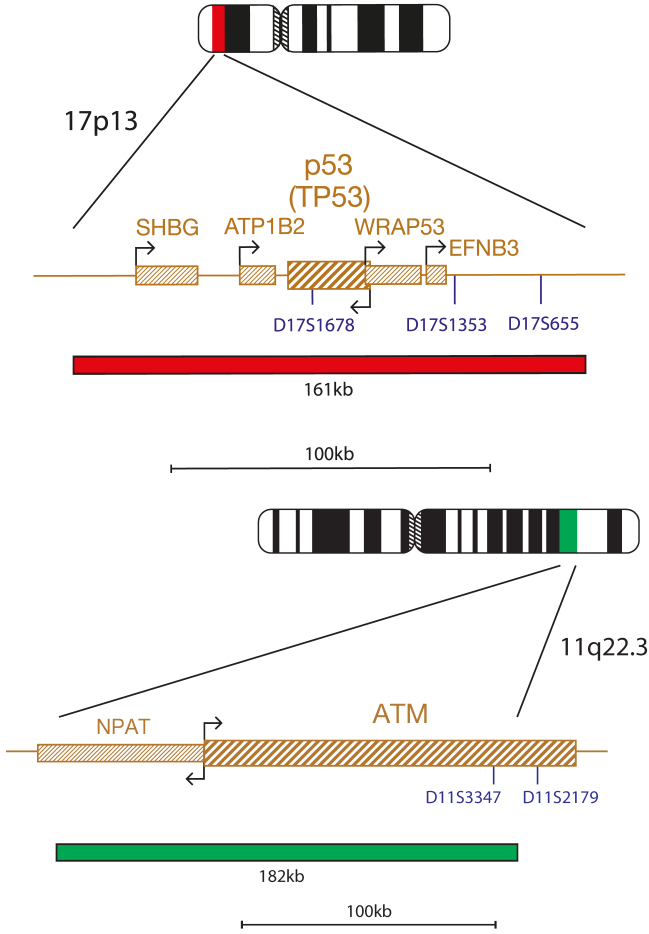 17p13
p53
(TP53)
SHBG
ATP1B2
WRAP53
EFNB3
D17S1678
D17S1353
D17S655
161kb
100kb
11q22.3
NPAT
ATM
D11S3347
D11S2179
182kb
100kb